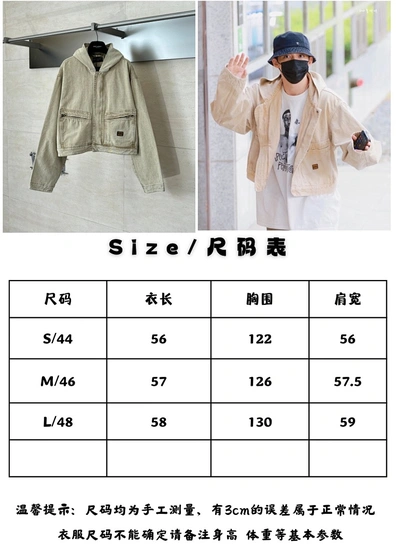 Size/尺码表
尺码 衣长 胸围 肩宽
S/44 56 122 56
M/46 57 126 57.5
L/48 58 130 59
温馨提示：尺码均为手工测量、有3cm的误差属于正常情况
衣服尺码不能确定请备注身高 体重等基本参数